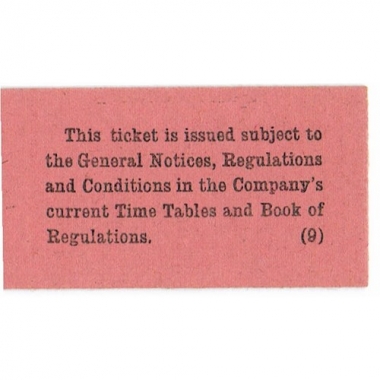 This ticket is issued subject to
the General Notices, Regulations
and Conditions in the Company's
current Time Tables and Book of
Regulations. (9)